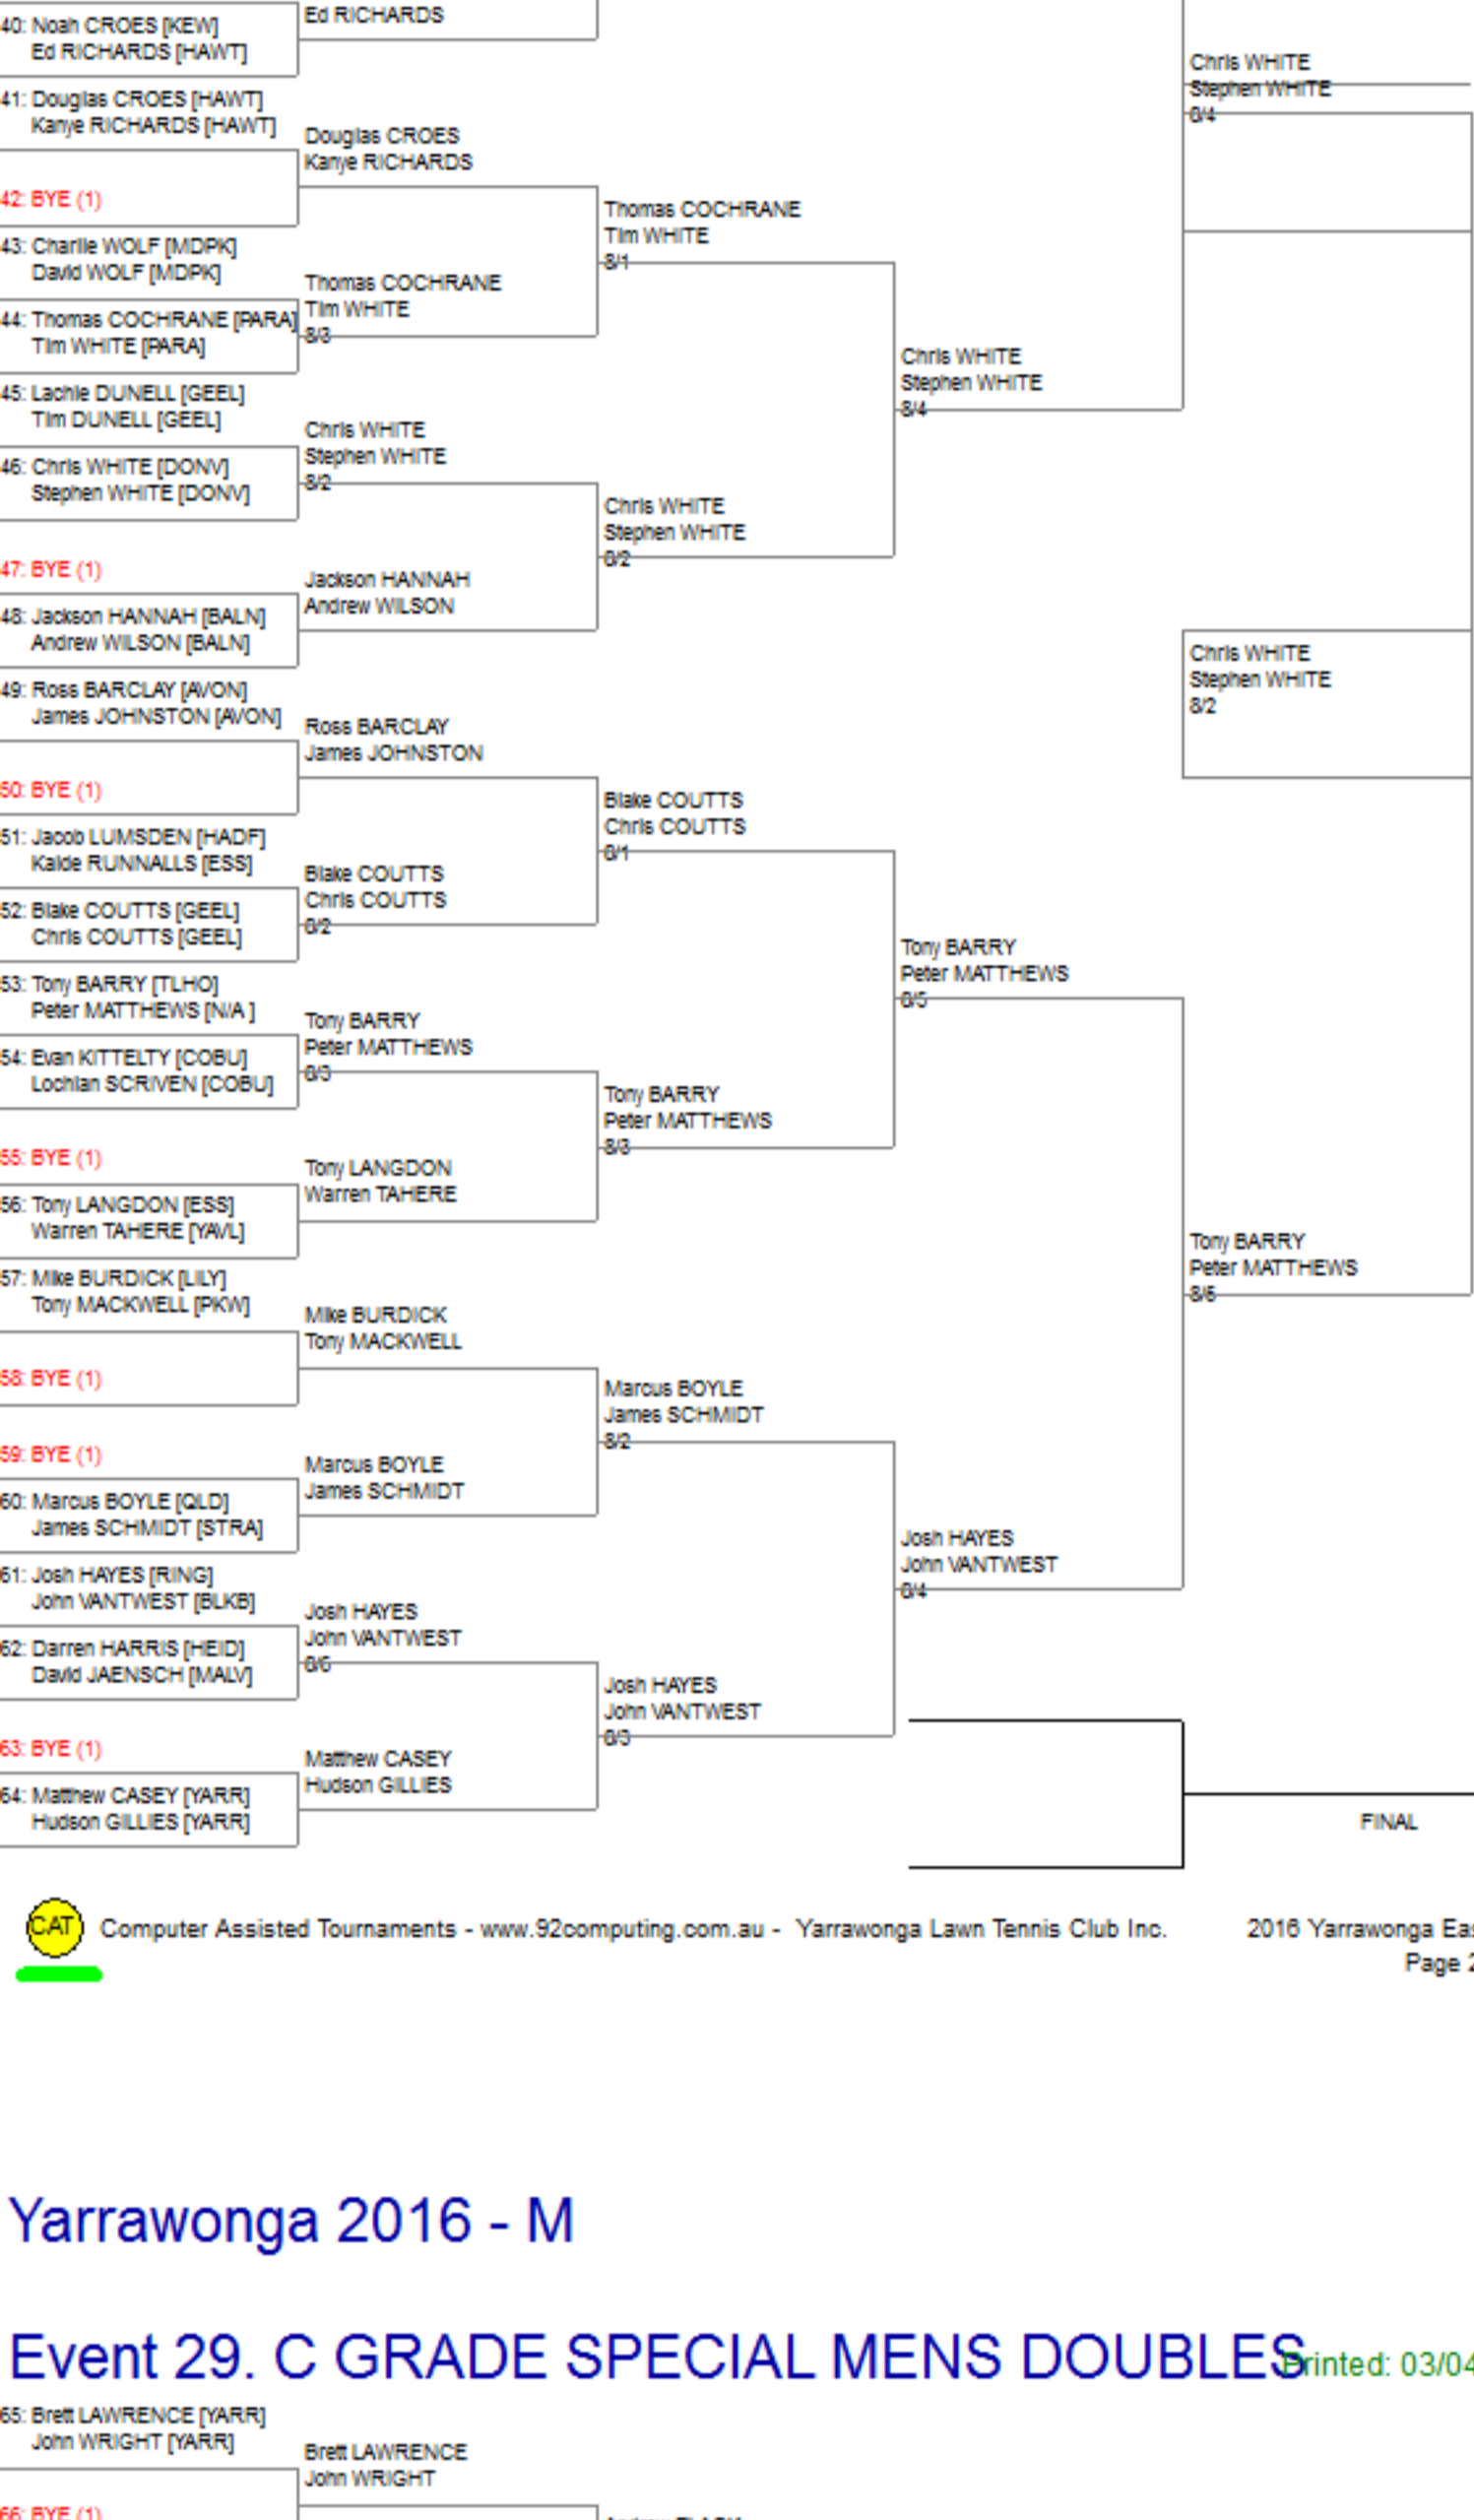 Ed RICHARDS
40: Noah CROES [KEW]
Ed RICHARDS [HAWT]
Chris WHITE
Stephen WHITE
8/4
41: Douglas CROES [HAWT]
Kanye RICHARDS [HAWT]
Douglas CROES
Kanye RICHARDS
42: BYE (1)
Thomas COCHRANE
Tim WHITE
8/1
43: Charlie WOLF [MDPK]
David WOLF [MDPK]
Thomas COCHRANE
Tim WHITE
8/3
44: Thomas COCHRANE [PARA]
Tim WHITE [PARA]
Chris WHITE
Stephen WHITE
8/4
45: Lachie DUNELL [GEEL]
Tim DUNELL [GEEL]
Chris WHITE
Stephen WHITE
8/2
46: Chris WHITE [DONV]
Stephen WHITE [DONV]
Chris WHITE
Stephen WHITE
8/2
47: BYE (1)
Jackson HANNAH
Andrew WILSON
48: Jackson HANNAH [BALN]
Andrew WILSON [BALN]
Chris WHITE
Stephen WHITE
8/2
49: Ross BARCLAY [AVON]
James JOHNSTON [AVON]
Ross BARCLAY
James JOHNSTON
50: BYE (1)
Blake COUTTS
Chris COUTTS
8/1
51: Jacob LUMSDEN [HADF]
Kaide RUNNALLS [ESS]
Blake COUTTS
Chris COUTTS
8/2
52: Blake COUTTS [GEEL]
Chris COUTTS [GEEL]
Tony BARRY
Peter MATTHEWS
8/5
53: Tony BARRY [TLHO]
Peter MATTHEWS [N/A ]
Tony BARRY
Peter MATTHEWS
8/3
54: Evan KITTELTY [COBU]
Lochlan SCRIVEN [COBU]
Tony BARRY
Peter MATTHEWS
8/3
55: BYE (1)
Tony LANGDON
Warren TAHERE
56: Tony LANGDON [ESS]
Warren TAHERE [YAVL]
Tony BARRY
Peter MATTHEWS
8/6
57: Mike BURDICK [LILY]
Tony MACKWELL [PKW]
Mike BURDICK
Tony MACKWELL
58: BYE (1)
Marcus BOYLE
James SCHMIDT
8/2
59: BYE (1)
Marcus BOYLE
James SCHMIDT
60: Marcus BOYLE [QLD]
James SCHMIDT [STRA]
Josh HAYES
John VANTWEST
8/4
61: Josh HAYES [RING]
John VANTWEST [BLKB]
Josh HAYES
John VANTWEST
8/6
62: Darren HARRIS [HEID]
David JAENSCH [MALV]
Josh HAYES
John VANTWEST
8/3
63: BYE (1)
Matthew CASEY
Hudson GILLIES
64: Matthew CASEY [YARR]
Hudson GILLIES [YARR]
FINAL
CAT Computer Assisted Tournaments - www.92computing.com.au - Yarrawonga Lawn Tennis Club Inc. 2016 Yarrawonga Eas
Page 2
Yarrawonga 2016 - M
Event 29. C GRADE SPECIAL MENS DOUBLES
Printed: 03/04
65: Brett LAWRENCE [YARR]
John WRIGHT [YARR]
Brett LAWRENCE
John WRIGHT
66: BYE (1)